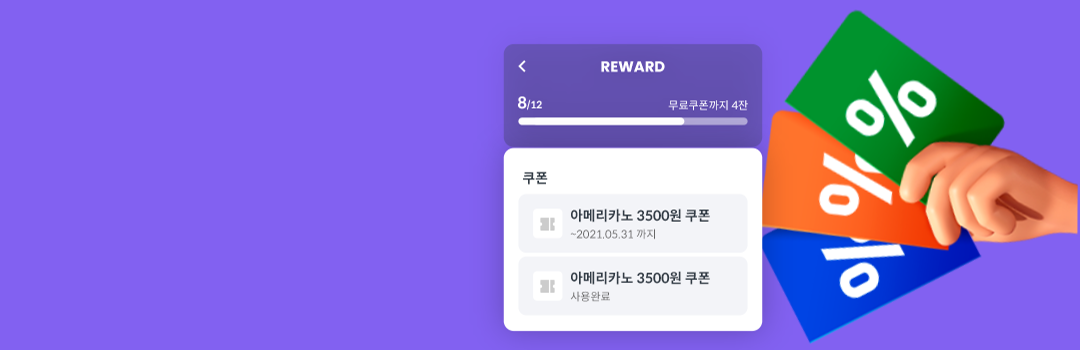 REWARD
8/12
무료쿠폰까지 4잔
쿠폰
아메리카노 3500원 쿠폰
~2021.05.31 까지
아메리카노 3500원 쿠폰
사용완료
%
%
%